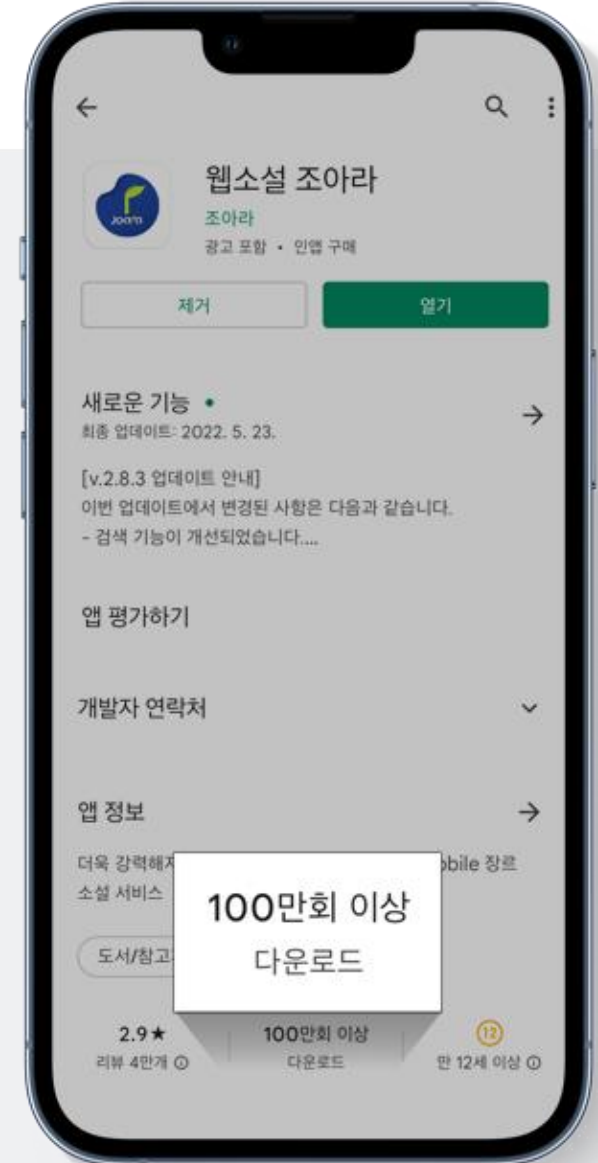 웹소설 조아라
조아라
광고 포함 • 인앱 구매
제거
열기
새로운 기능 •
최종 업데이트: 2022. 5. 23.
[v.2.8.3 업데이트 안내]
이번 업데이트에서 변경된 사항은 다음과 같습니다.
- 검색 기능이 개선되었습니다....
앱 평가하기
개발자 연락처
앱 정보
더욱 강력해 장르
소설 서비스
도서/참고
100만회 이상
다운로드
2.9★
리뷰 4만개
100만회 이상
다운로드
12
만 12세 이상